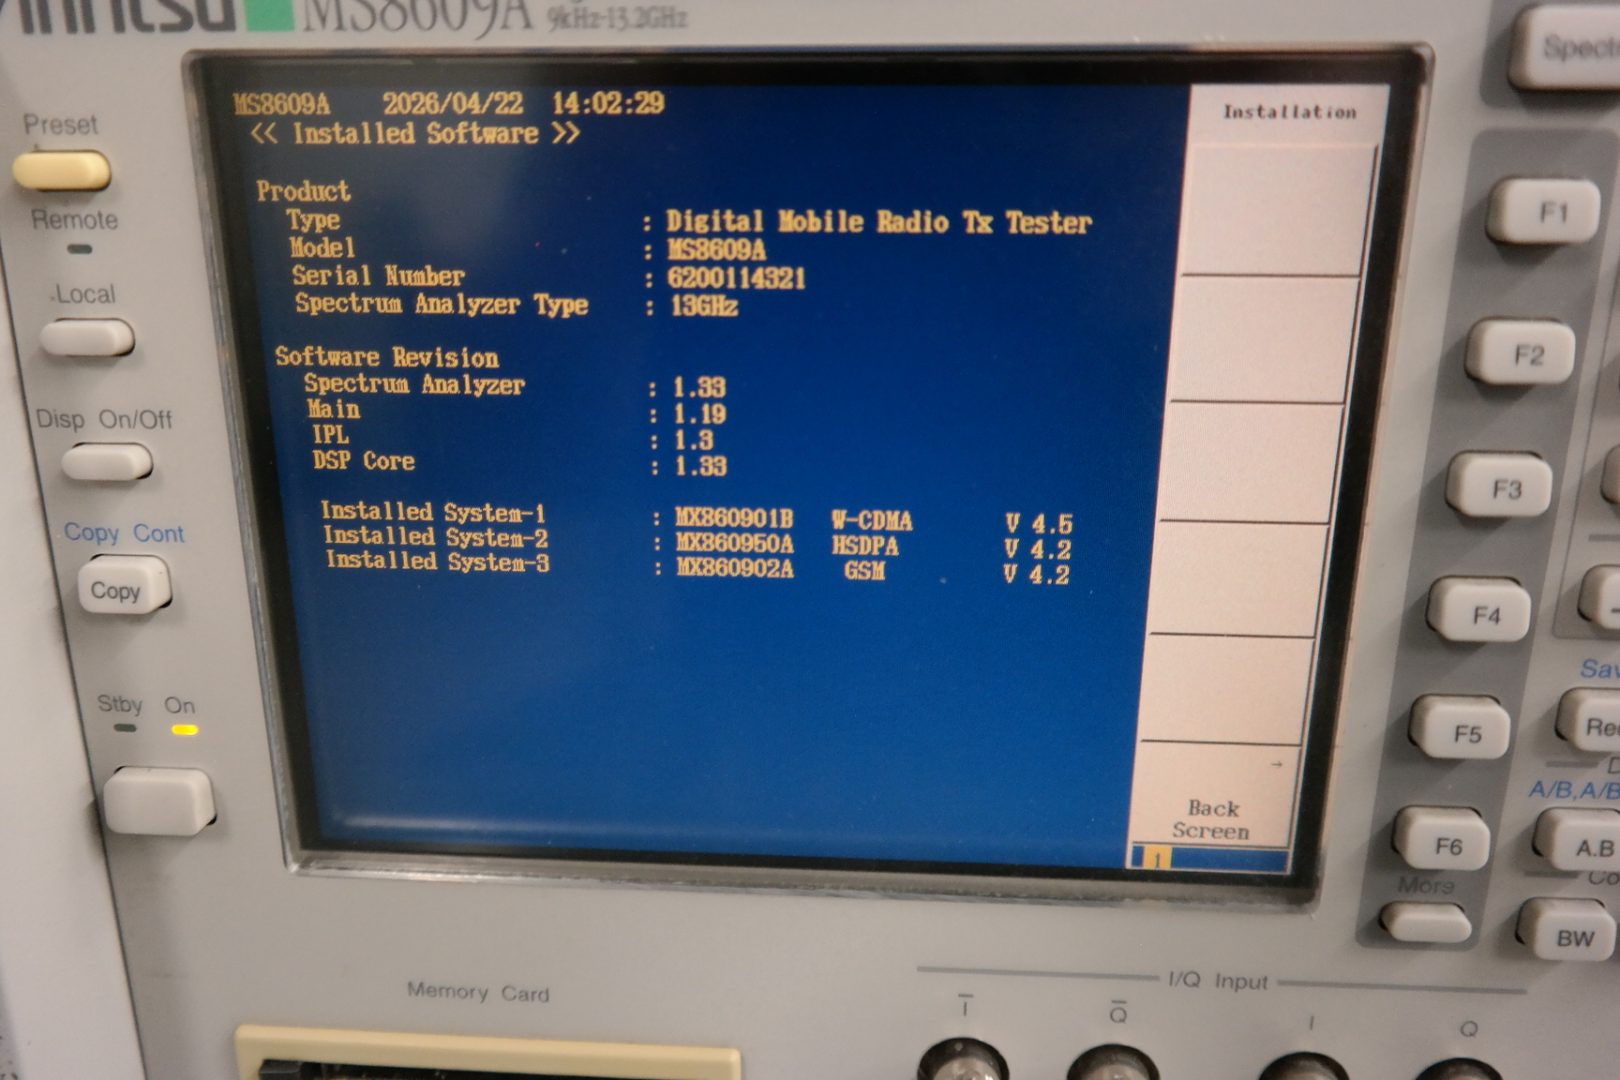 Anritsu MS8609A 9kHz-13.2GHz
MS8609A 2026/04/22 14:02:29
<< Installed Software >>
Product
Type : Digital Mobile Radio Tx Tester
Model : MS8609A
Serial Number : 6200114321
Spectrum Analyzer Type : 13GHz
Software Revision
Spectrum Analyzer : 1.33
Main : 1.19
IPL : 1.3
DSP Core : 1.33
Installed System-1 : MX860901B W-CDMA V 4.5
Installed System-2 : MX860950A HSDPA V 4.2
Installed System-3 : MX860902A GSM V 4.2
Installation
→
Back
Screen
1
Preset
Remote
Local
Disp On/Off
Copy Cont
Copy
Stby On
Memory Card
F1
F2
F3
F4
F5
F6
More
A/B,A/B
A.B
BW
I/Q Input
I̅ Q̅ I Q